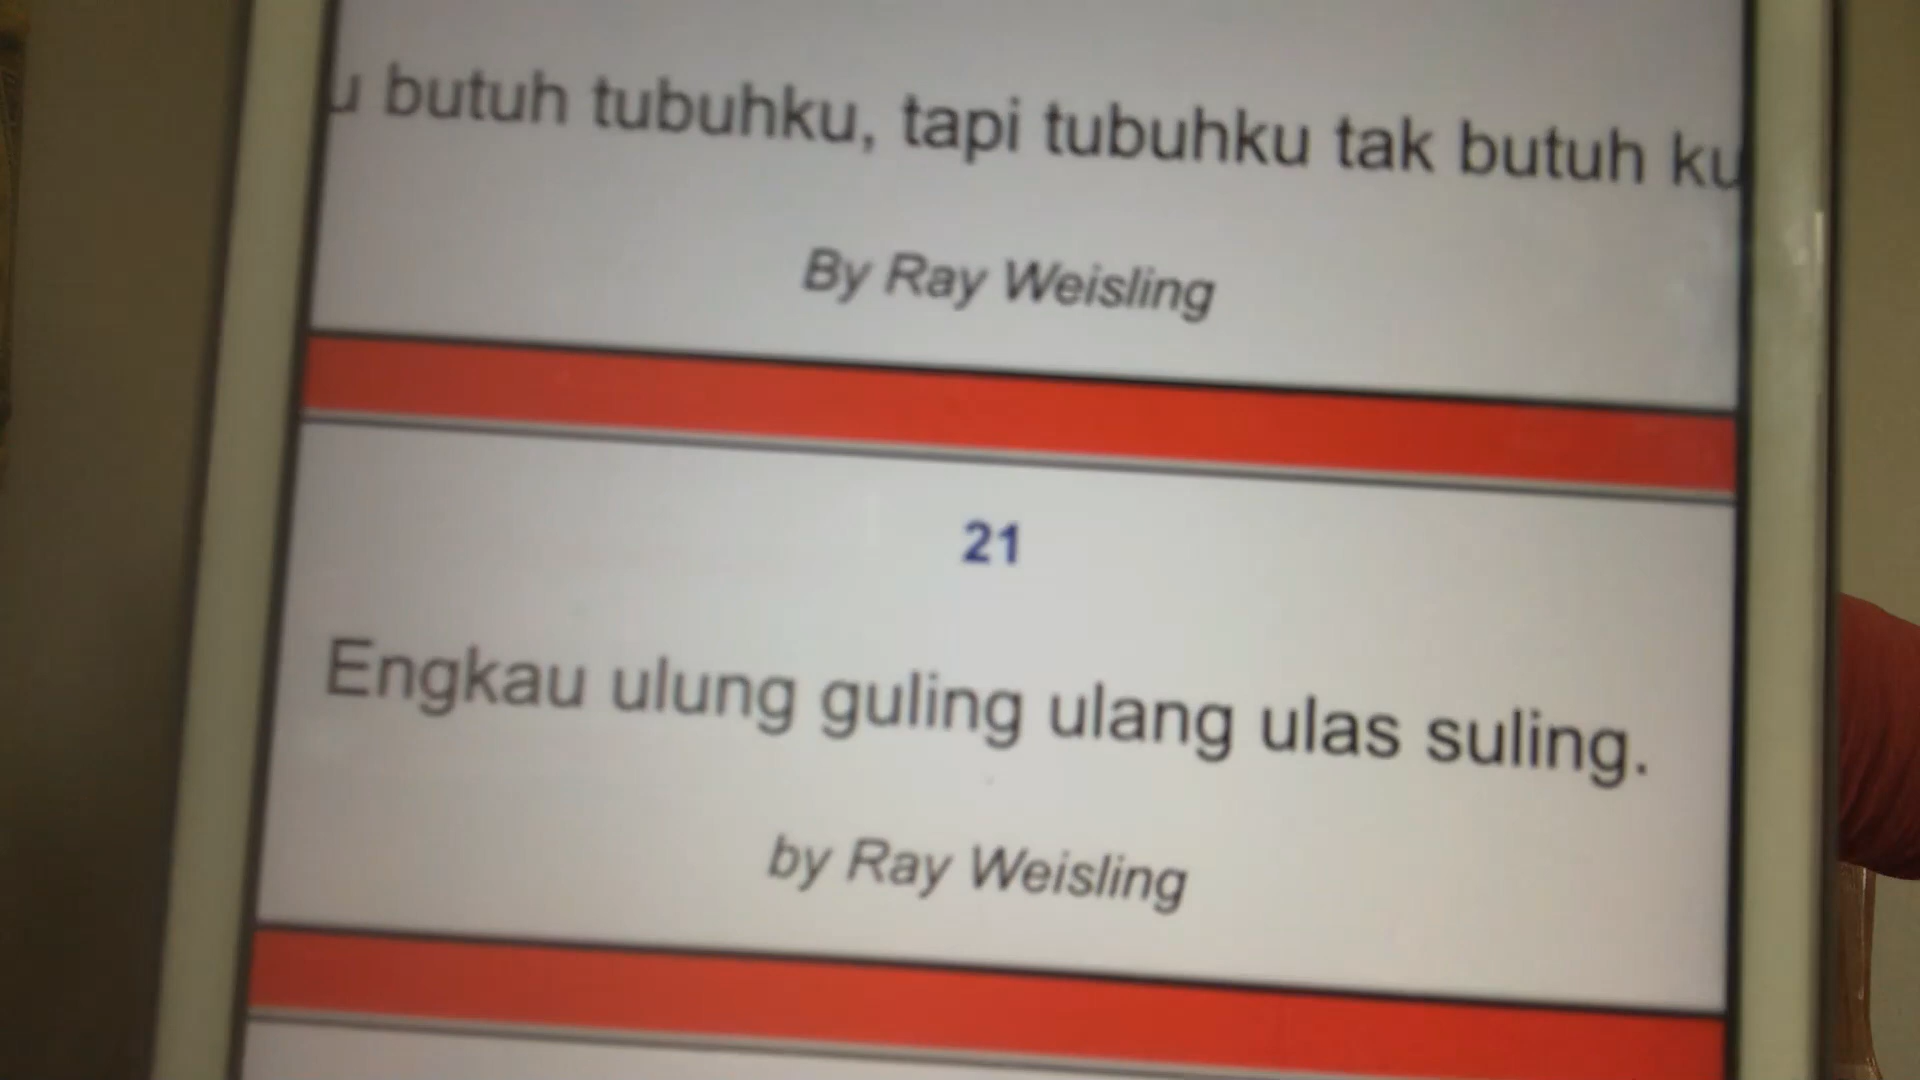 u butuh tubuhku, tapi tubuhku tak butuh ku
By Ray Weisling
21
Engkau ulung guling ulang ulas suling.
by Ray Weisling